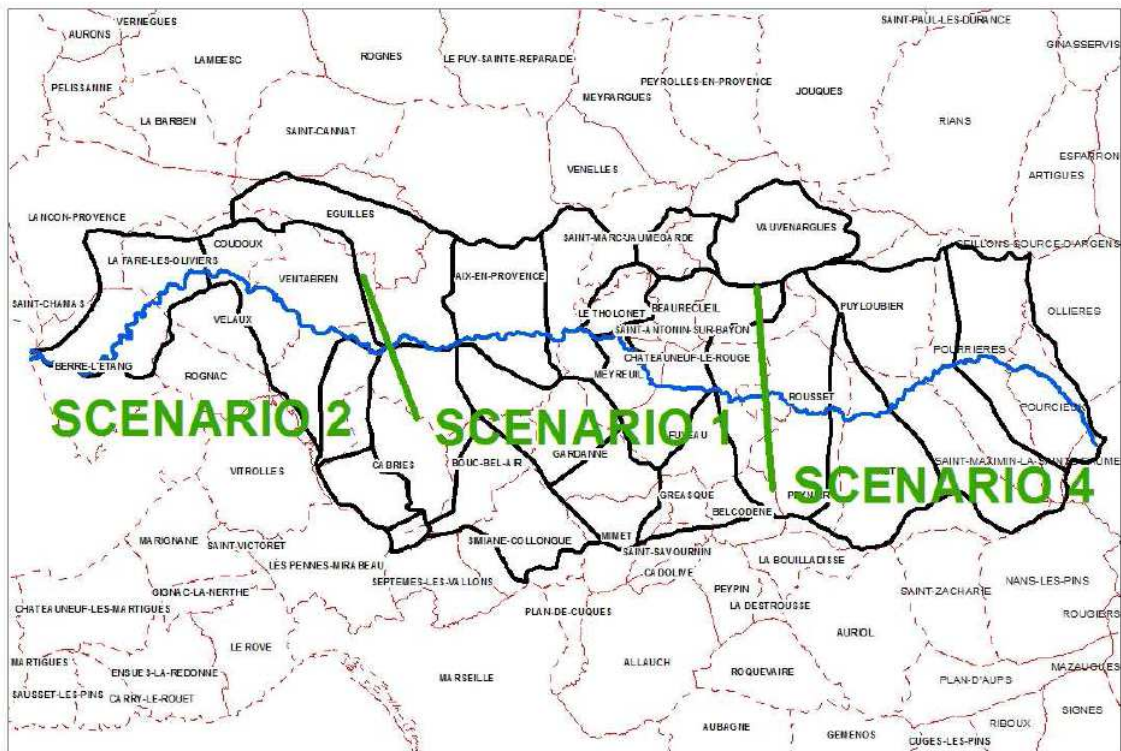 VERNEGUES
AURONS
SAINT-PAUL-LES-DURANCE
GINASSERVIS
LAMBESC
ROGNES
LE PUY-SAINTE-REPARADE
PELISSANNE
PEYROLLES-EN-PROVENCE
JOUQUES
MEYRARGUES
LA BARBEN
RIANS
SAINT-CANNAT
ESPARRON
VENELLES
ARTIGUES
LANCON-PROVENCE
EGUILLES
VAUVENARGUES
COUDOUX
SAINT-MARC-JAUMEGARDE
SEILLONS-SOURCE-D'ARGENS
LA FARE-LES-OLIVIERS
VENTABREN
AIX-EN-PROVENCE
SAINT-CHAMAS
BEAURECUEIL
PUYLOUBIER
LE THOLONET
OLLIERES
VELAUX
SAINT-ANTONIN-SUR-BAYON
POURRIERES
BERRE-L'ETANG
CHATEAUNEUF-LE-ROUGE
ROGNAC
MEYREUIL
ROUSSET
POURCIEUX
SCENARIO 2
SCENARIO 1
FUVEAU
GARDANNE
VITROLLES
CABRIES
BOUC-BEL-AIR
SAINT-MAXIMIN-LA-SAINTE-BAUME
SCENARIO 4
GREASQUE
BELCODENE
MARIGNANE
SAINT-VICTORET
SIMIANE-COLLONGUE
MIMET
SAINT-SAVOURNIN
LES PENNES-MIRABEAU
CADOLIVE
LA BOUILLADISSE
SEPTEMES-LES-VALLONS
NANS-LES-PINS
GIGNAC-LA-NERTHE
PEYPIN
SAINT-ZACHARIE
CHATEAUNEUF-LES-MARTIGUES
PLAN-DE-CUQUES
LA DESTROUSSE
ROUGIERS
AURIOL
LE ROVE
MARTIGUES
ALLAUCH
ENSUES-LA-REDONNE
ROQUEVAIRE
MAZAUGUES
MARSEILLE
PLAN-D'AUPS
SAUSSET-LES-PINS
CARRY-LE-ROUET
SIGNES
AUBAGNE
RIBOUX
GEMENOS
CUGES-LES-PINS